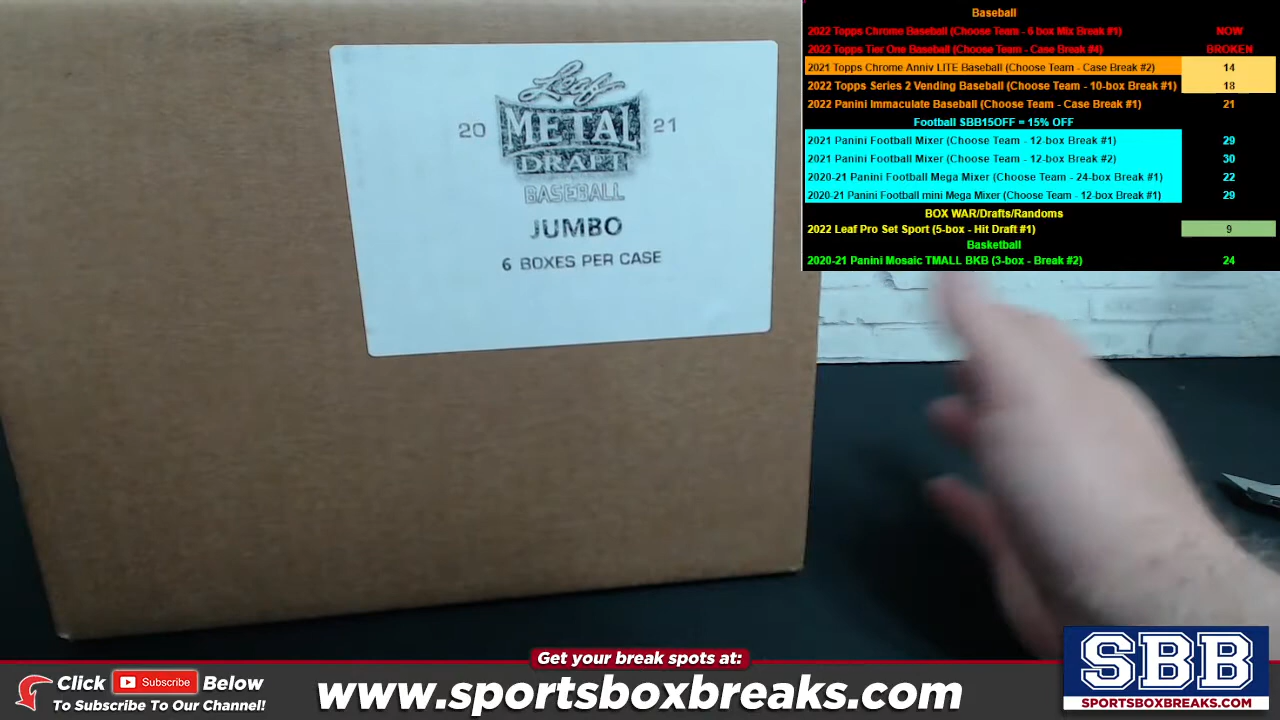 Leaf
20 METAL 21
DRAFT
BASEBALL
JUMBO
6 BOXES PER CASE
Baseball
2022 Topps Chrome Baseball (Choose Team - 6 box Mix Break #1) NOW
2022 Topps Tier One Baseball (Choose Team - Case Break #4) BROKEN
2021 Topps Chrome Anniv LITE Baseball (Choose Team - Case Break #2) 14
2022 Topps Series 2 Vending Baseball (Choose Team - 10-box Break #1) 18
2022 Panini Immaculate Baseball (Choose Team - Case Break #1) 21
Football SBB15OFF = 15% OFF
2021 Panini Football Mixer (Choose Team - 12-box Break #1) 29
2021 Panini Football Mixer (Choose Team - 12-box Break #2) 30
2020-21 Panini Football Mega Mixer (Choose Team - 24-box Break #1) 22
2020-21 Panini Football mini Mega Mixer (Choose Team - 12-box Break #1) 29
BOX WAR/Drafts/Randoms
2022 Leaf Pro Set Sport (5-box - Hit Draft #1) 9
Basketball
2020-21 Panini Mosaic TMALL BKB (3-box - Break #2) 24
Get your break spots at:
Click Subscribe Below
To Subscribe To Our Channel!
www.sportsboxbreaks.com
SBB
SPORTSBOXBREAKS.COM